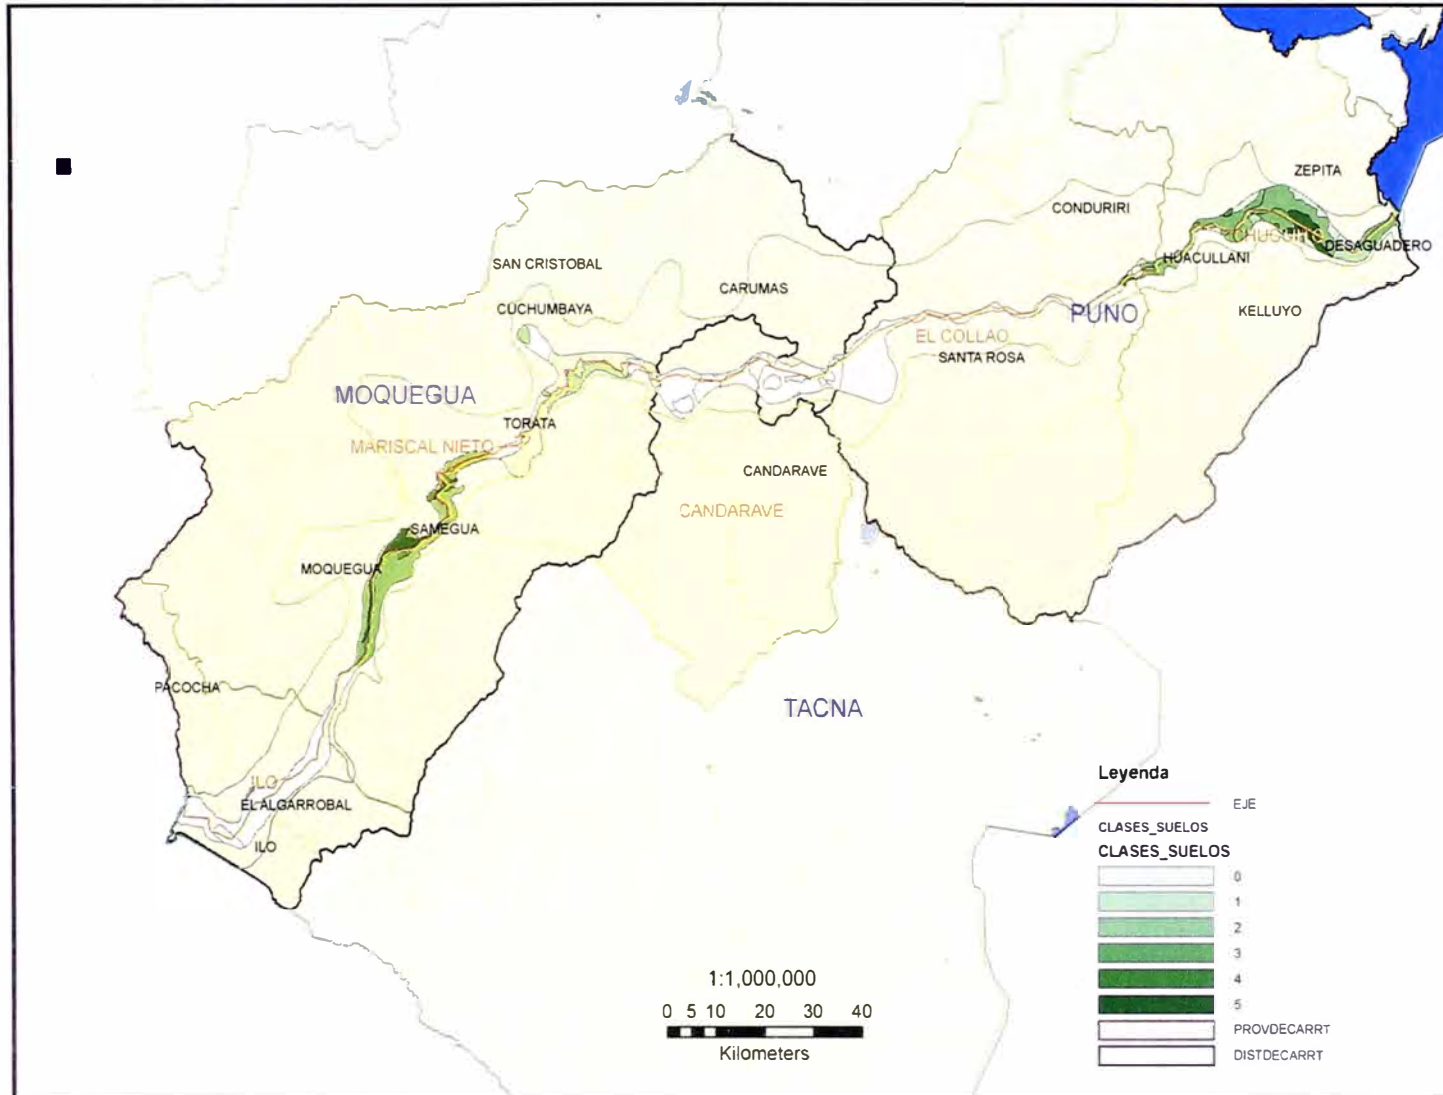 ZEPITA
CONDURIRI
DESAGUADERO
HUACULLANI
SAN CRISTOBAL
CARUMAS
CUCHUMBAYA
PUNO
KELLUYO
EL COLLAO
SANTA ROSA
MOQUEGUA
TORATA
MARISCAL NIETO
CANDARAVE
CANDARAVE
SAMEGUA
MOQUEGUA
PACOCHA
TACNA
ILO
EL ALGARROBAL
ILO
Leyenda
EJE
CLASES_SUELOS
CLASES_SUELOS
0
1
2
3
4
5
PROVDECARRT
DISTDECARRT
1:1,000,000
0 5 10 20 30 40
Kilometers